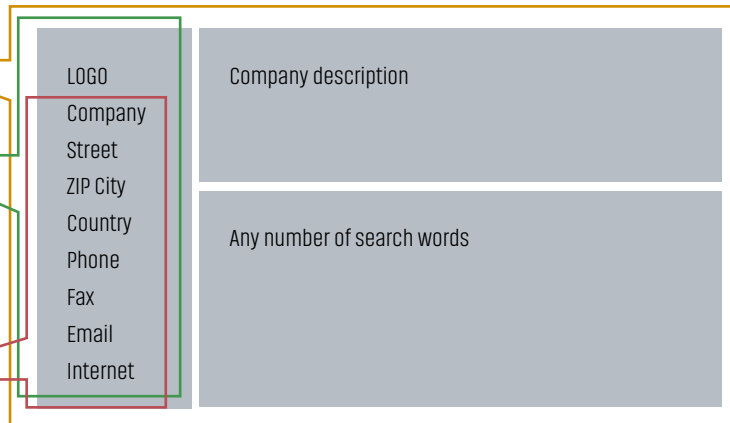 LOGO
Company
Street
ZIP City
Country
Phone
Fax
Email
Internet
Company description
Any number of search words